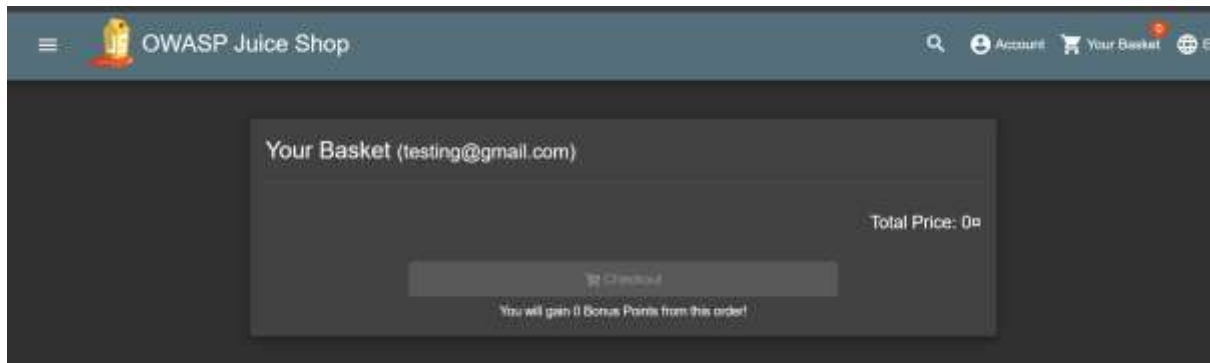 OWASP Juice Shop
Account
0
Your Basket
Your Basket (testing@gmail.com)
Total Price: 0¤
Checkout
You will gain 0 Bonus Points from this order!